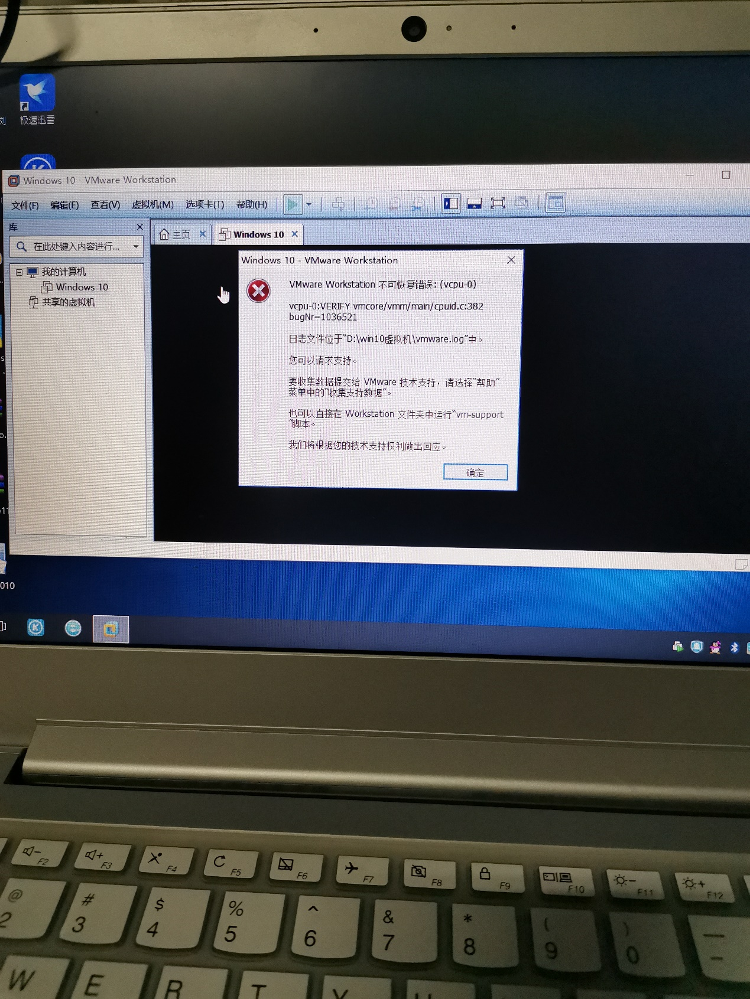 极速迅雷
Windows 10 - VMware Workstation
文件(F) 编辑(E) 查看(V) 虚拟机(M) 选项卡(T) 帮助(H)
库
主页 Windows 10
在此处键入内容进行...
我的计算机
Windows 10
共享的虚拟机
Windows 10 - VMware Workstation
VMware Workstation 不可恢复错误: (vcpu-0)
vcpu-0:VERIFY vmcore/vmm/main/cpuid.c:382
bugNr=1036521
日志文件位于“D:\win10虚拟机\vmware.log”中。
您可以请求支持。
要收集数据提交给 VMware 技术支持，请选择“帮助”
菜单中的“收集支持数据”。
也可以直接在 Workstation 文件夹中运行“vm-support
”脚本。
我们将根据您的技术支持权利做出回应。
确定
010
F2 F3 F4 F5 F6 F7 F8 F9 F10 F11 F12
@ # $ % ^ & * ( ) —
2 3 4 5 6 7 8 9 0 -
W E R T Y U